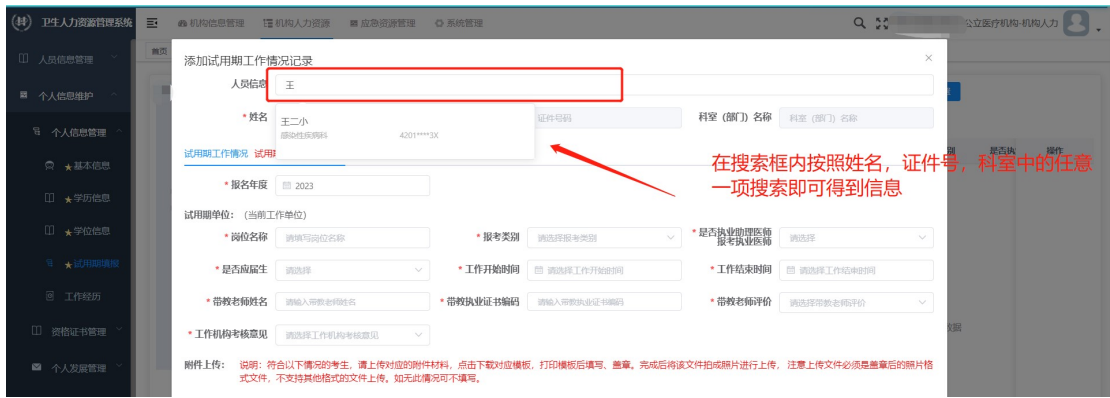 卫生人力资源管理系统
机构信息管理
机构人力资源
应急资源管理
系统管理
公立医疗机构-机构人力
人员信息管理
首页
个人信息维护
个人信息管理
★基本信息
★学历信息
★学位信息
★试用期填报
工作经历
资格证书管理
个人发展管理
添加试用期工作情况记录
人员信息 王
王二小
感染性疾病科 4201****3X
* 姓名
证件号码
科室（部门）名称 科室（部门）名称
试用期工作情况 试用
是否执
操作
在搜索框内按照姓名，证件号，科室中的任意
一项搜索即可得到信息
* 报名年度 2023
试用期单位：（当前工作单位）
* 岗位名称 请填写岗位名称 * 报考类别 请选择报考类别 * 是否执业助理医师报考执业医师 请选择
* 是否应届生 请选择 * 工作开始时间 请选择工作开始时间 * 工作结束时间 请选择工作结束时间
* 带教老师姓名 请输入带教老师姓名 * 带教执业证书编码 请输入带教执业证书编码 * 带教老师评价 请选择带教老师评价
* 工作机构考核意见 请选择工作机构考核意见
附件上传： 说明：符合以下情况的考生，请上传对应的附件材料，点击下载对应模板，打印模板后填写、盖章。完成后将该文件拍成照片进行上传，注意上传文件必须是盖章后的照片格
式文件，不支持其他格式的文件上传。如无此情况可不填写。